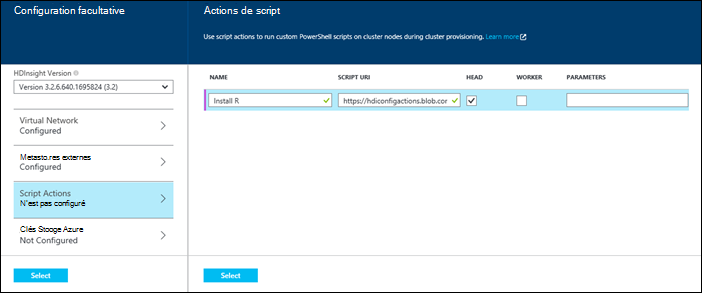 Configuration facultative
Actions de script
Use script actions to run custom PowerShell scripts on cluster nodes during cluster provisioning. Learn more
HDInsight Version
Version 3.2.6.640.1695824 (3.2)
Virtual Network
Configured
Metasto.res externes
Configured
Script Actions
N'est pas configuré
Clés Stooge Azure
Not Configured
Select
NAME SCRIPT URI HEAD WORKER PARAMETERS
Install R https://hdiconfigactions.blob.cor
Select